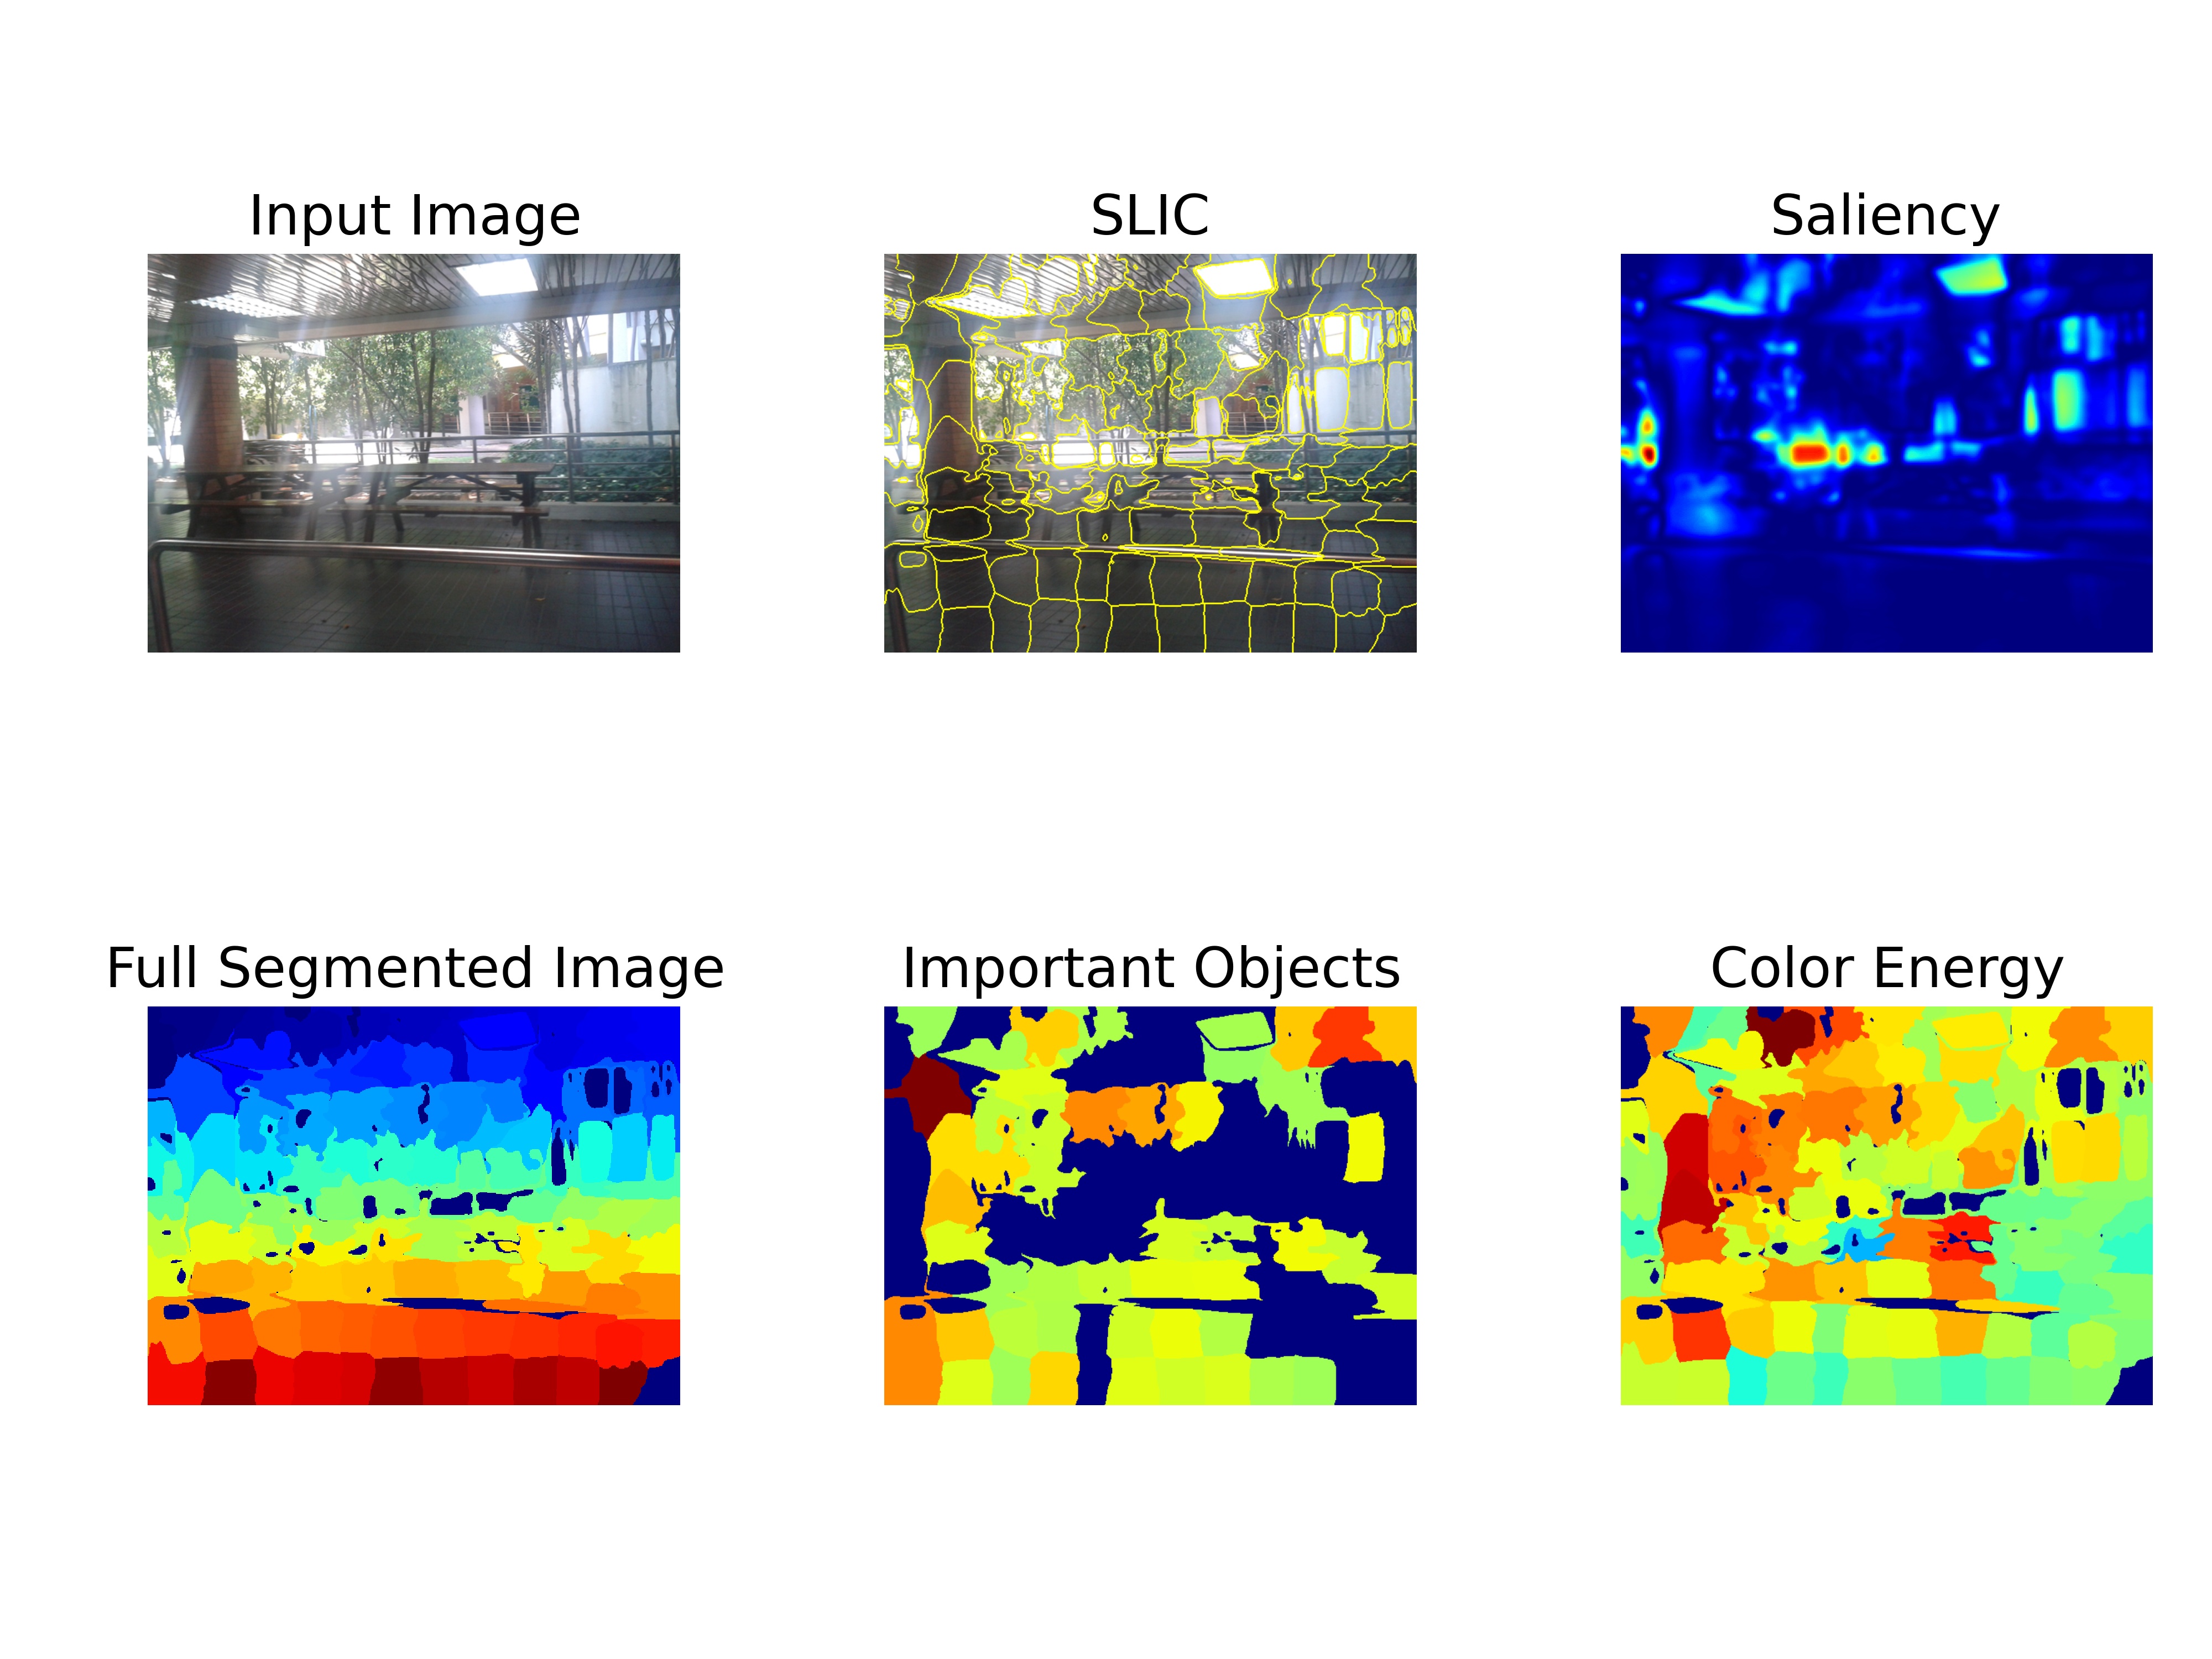 Input Image
SLIC
Saliency
Full Segmented Image
Important Objects
Color Energy